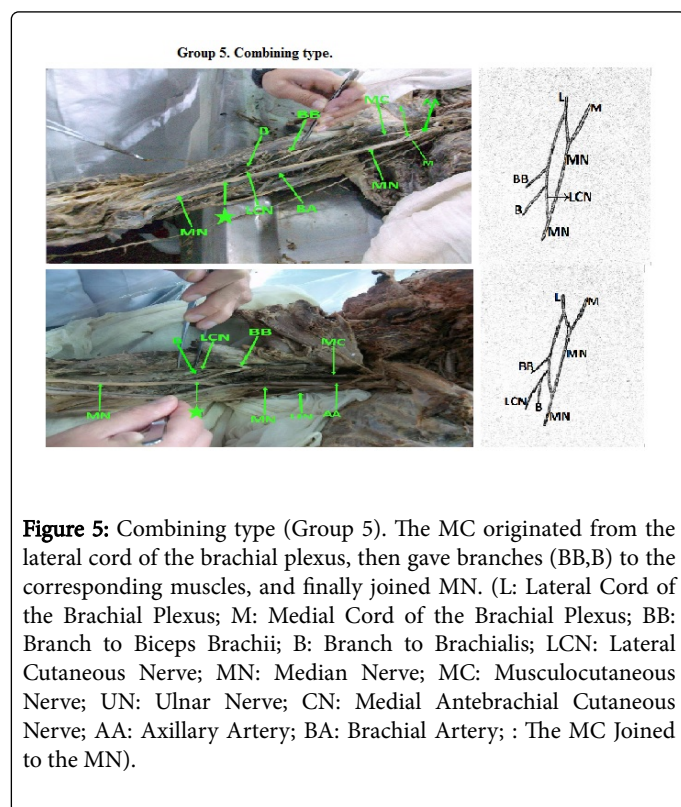 Group 5. Combining type.
B
BB
MC
L
AA
M
MN
LCN
BA
MN
L
M
MN
BB
LCN
B
MN
LCN
BB
MC
MN
MN
AA
L
M
MN
BB
LCN
B
MN
Figure 5: Combining type (Group 5). The MC originated from the
lateral cord of the brachial plexus, then gave branches (BB,B) to the
corresponding muscles, and finally joined MN. (L: Lateral Cord of
the Brachial Plexus; M: Medial Cord of the Brachial Plexus; BB:
Branch to Biceps Brachii; B: Branch to Brachialis; LCN: Lateral
Cutaneous Nerve; MN: Median Nerve; MC: Musculocutaneous
Nerve; UN: Ulnar Nerve; CN: Medial Antebrachial Cutaneous
Nerve; AA: Axillary Artery; BA: Brachial Artery; : The MC Joined
to the MN).